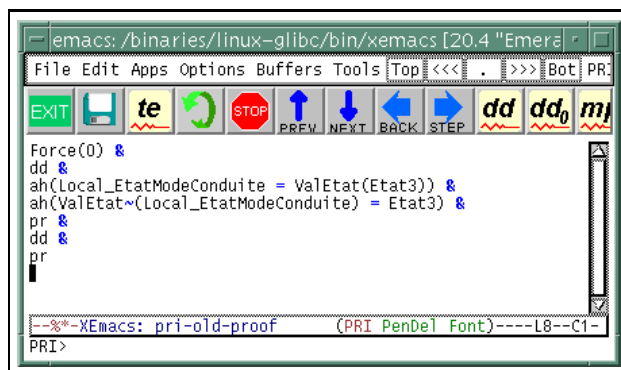 emacs: /binaries/linux-glibc/bin/xemacs [20.4 "Emera
File Edit Apps Options Buffers Tools Top <<< . >>> Bot PRI
EXIT te STOP PREV NEXT BACK STEP dd dd0
Force(0) &
dd &
ah(Local_EtatModeConduite = ValEtat(Etat3)) &
ah(ValEtat~(Local_EtatModeConduite) = Etat3) &
pr &
dd &
pr
--%*-XEmacs: pri-old-proof (PRI PenDel Font)----L8--C1-
PRI>